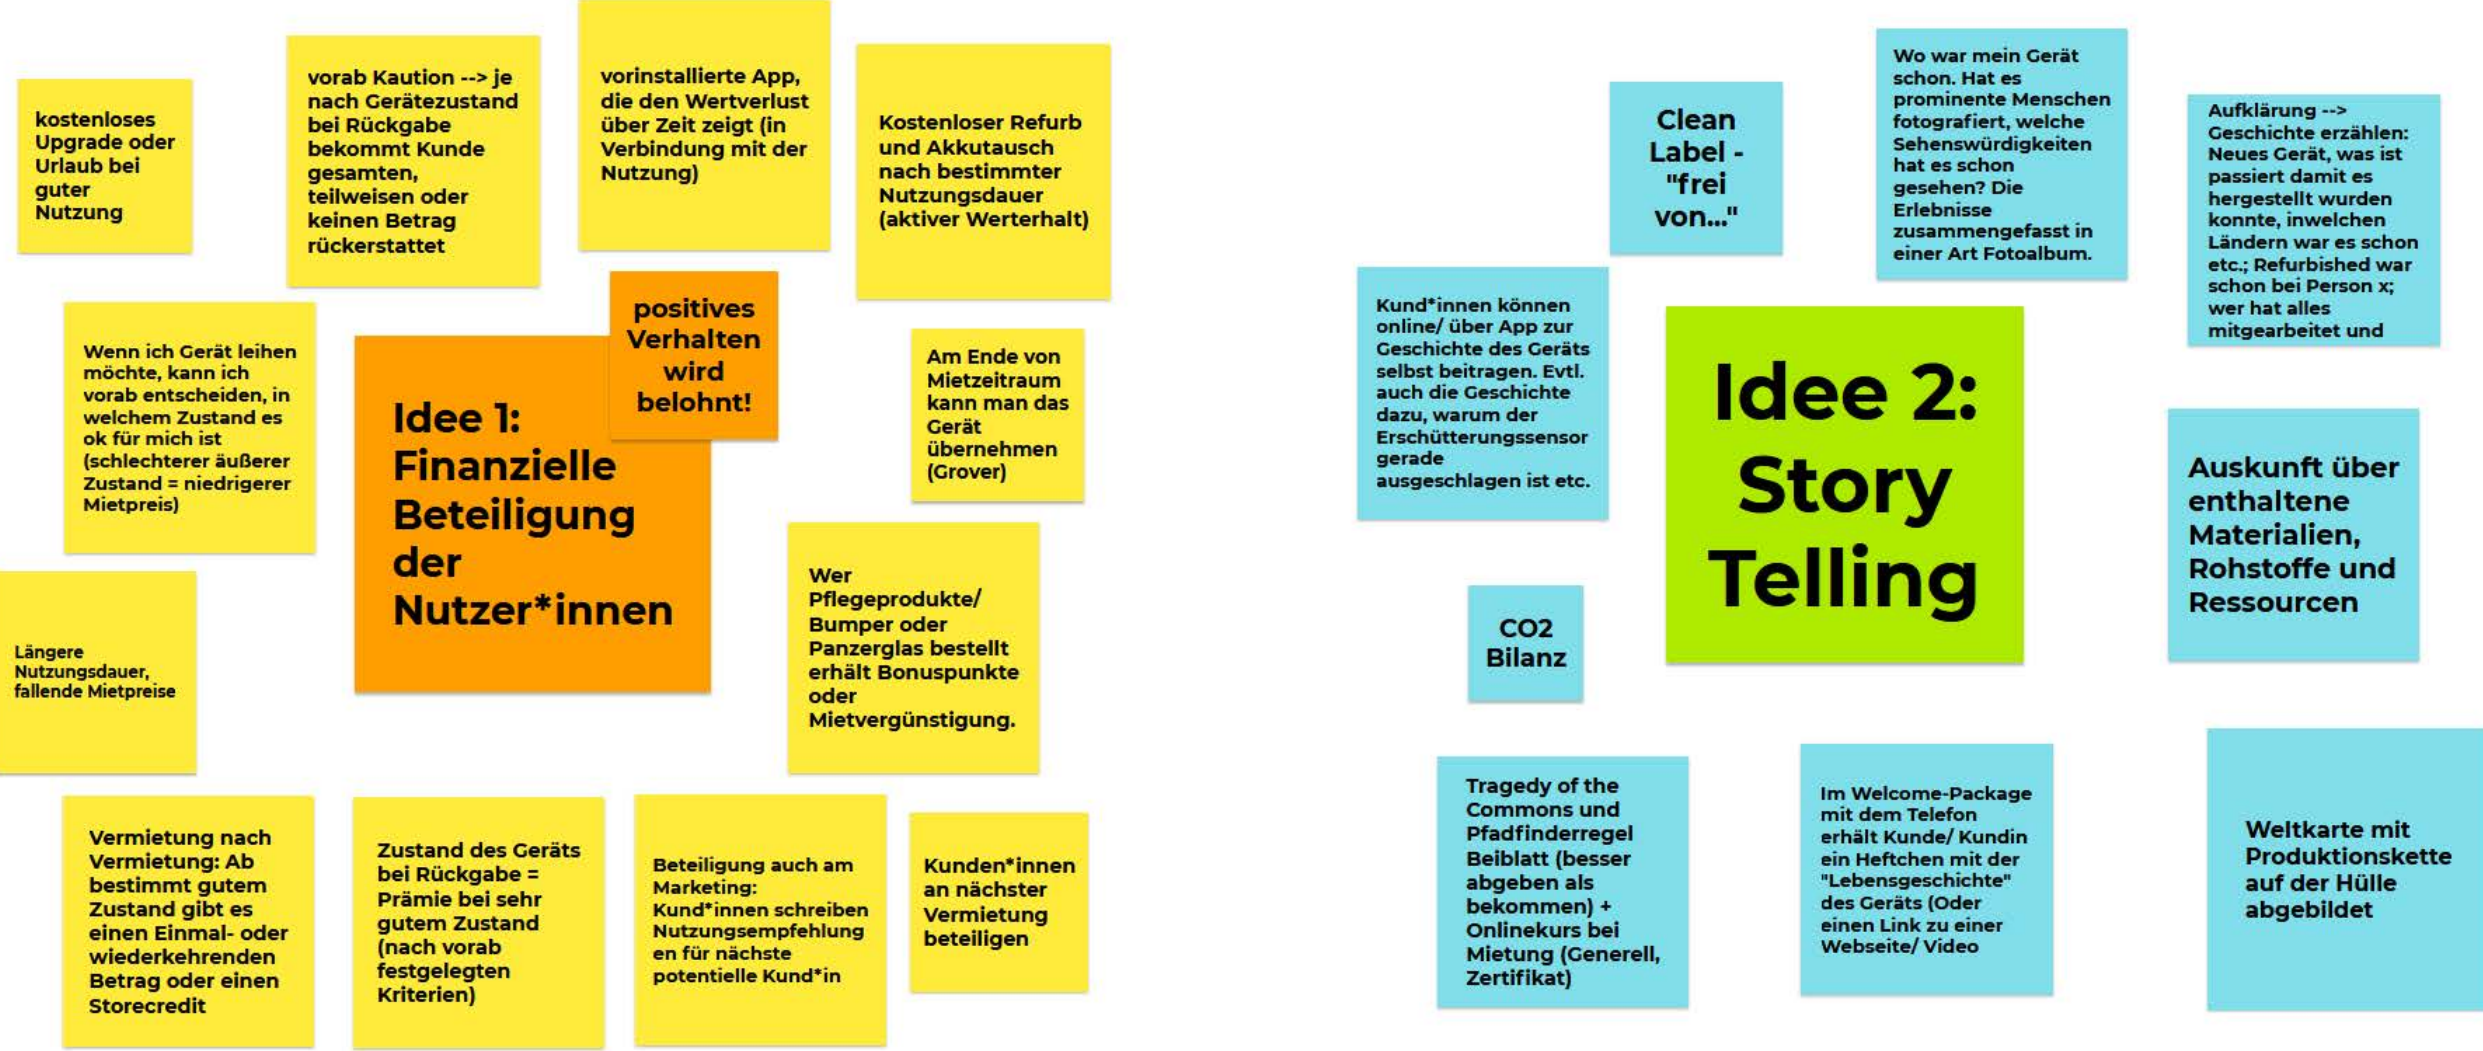 kostenloses
Upgrade oder
Urlaub bei
guter
Nutzung
vorab Kaution --> je
nach Gerätezustand
bei Rückgabe
bekommt Kunde
gesamten,
teilweisen oder
keinen Betrag
rückerstattet
vorinstallierte App,
die den Wertverlust
über Zeit zeigt (in
Verbindung mit der
Nutzung)
Kostenloser Refurb
und Akkutausch
nach bestimmter
Nutzungsdauer
(aktiver Werterhalt)
Wenn ich Gerät leihen
möchte, kann ich
vorab entscheiden, in
welchem Zustand es
ok für mich ist
(schlechterer äußerer
Zustand = niedrigerer
Mietpreis)
positives
Verhalten
wird
belohnt!
Idee 1:
Finanzielle
Beteiligung
der
Nutzer*innen
Am Ende von
Mietzeitraum
kann man das
Gerät
übernehmen
(Grover)
Längere
Nutzungsdauer,
fallende Mietpreise
Wer
Pflegeprodukte/
Bumper oder
Panzerglas bestellt
erhält Bonuspunkte
oder
Mietvergünstigung.
Vermietung nach
Vermietung: Ab
bestimmt gutem
Zustand gibt es
einen Einmal- oder
wiederkehrenden
Betrag oder einen
Storecredit
Zustand des Geräts
bei Rückgabe =
Prämie bei sehr
gutem Zustand
(nach vorab
festgelegten
Kriterien)
Beteiligung auch am
Marketing:
Kund*innen schreiben
Nutzungsempfehlung
en für nächste
potentielle Kund*in
Kunden*innen
an nächster
Vermietung
beteiligen
Clean
Label -
"frei
von..."
Wo war mein Gerät
schon. Hat es
prominente Menschen
fotografiert, welche
Sehenswürdigkeiten
hat es schon
gesehen? Die
Erlebnisse
zusammengefasst in
einer Art Fotoalbum.
Aufklärung -->
Geschichte erzählen:
Neues Gerät, was ist
passiert damit es
hergestellt wurden
konnte, inwelchen
Ländern war es schon
etc.; Refurbished war
schon bei Person x;
wer hat alles
mitgearbeitet und
Kund*innen können
online/ über App zur
Geschichte des Geräts
selbst beitragen. Evtl.
auch die Geschichte
dazu, warum der
Erschütterungssensor
gerade
ausgeschlagen ist etc.
Idee 2:
Story
Telling
Auskunft über
enthaltene
Materialien,
Rohstoffe und
Ressourcen
CO2
Bilanz
Tragedy of the
Commons und
Pfadfinderregel
Beiblatt (besser
abgeben als
bekommen) +
Onlinekurs bei
Mietung (Generell,
Zertifikat)
Im Welcome-Package
mit dem Telefon
erhält Kunde/ Kundin
ein Heftchen mit der
"Lebensgeschichte"
des Geräts (Oder
einen Link zu einer
Webseite/ Video
Weltkarte mit
Produktionskette
auf der Hülle
abgebildet